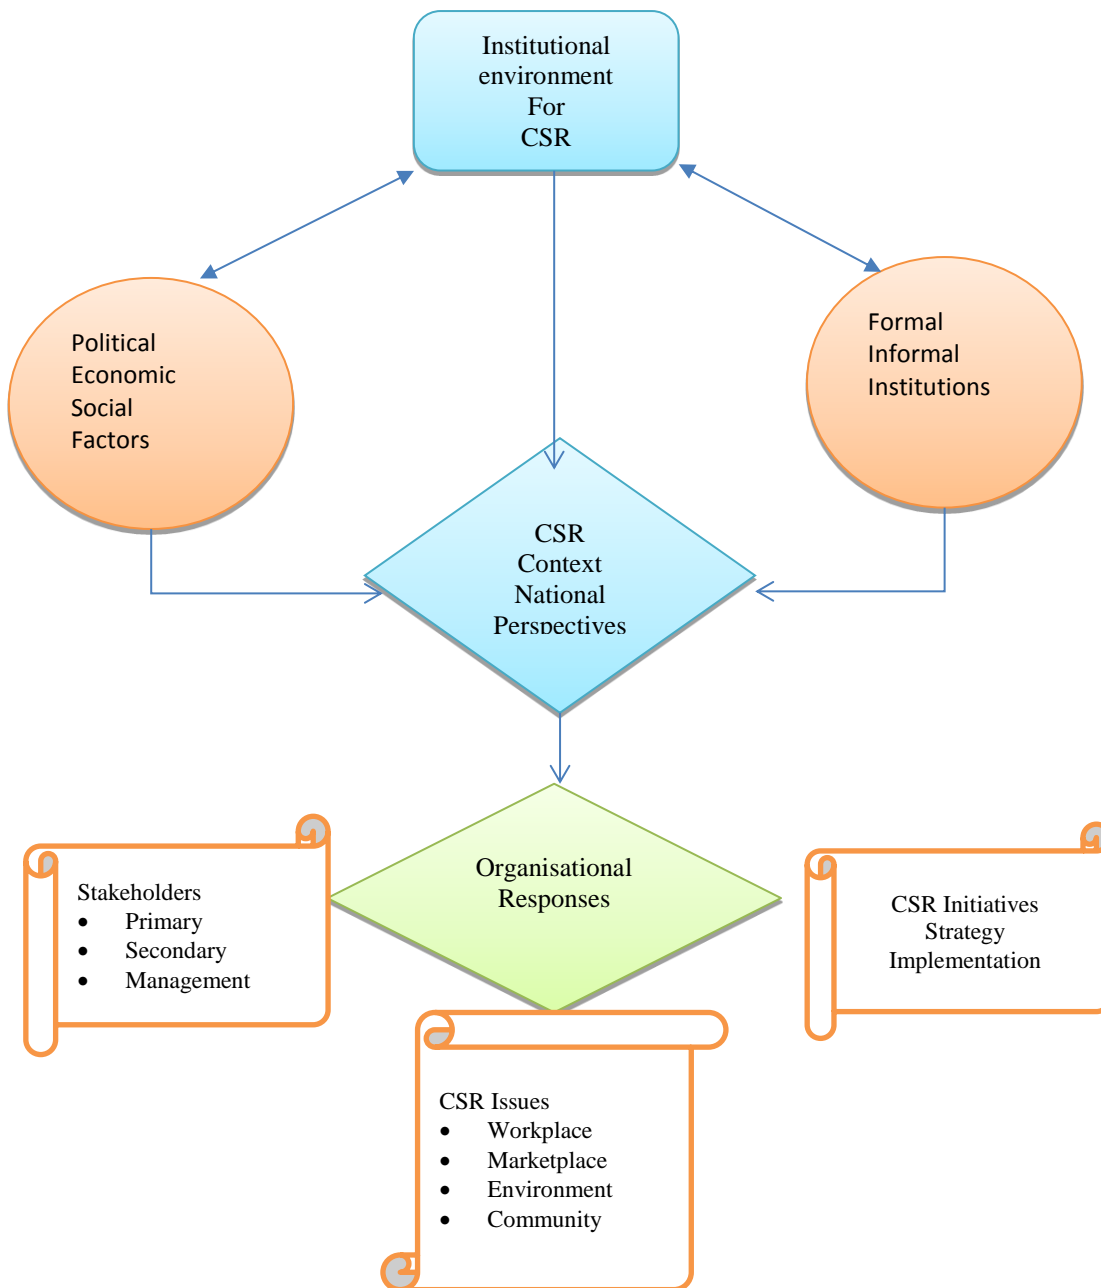 Institutional
environment
For
CSR
Political
Economic
Social
Factors
Formal
Informal
Institutions
CSR
Context
National
Perspectives
Organisational
Responses
Stakeholders
• Primary
• Secondary
• Management
CSR Initiatives
Strategy
Implementation
CSR Issues
• Workplace
• Marketplace
• Environment
• Community